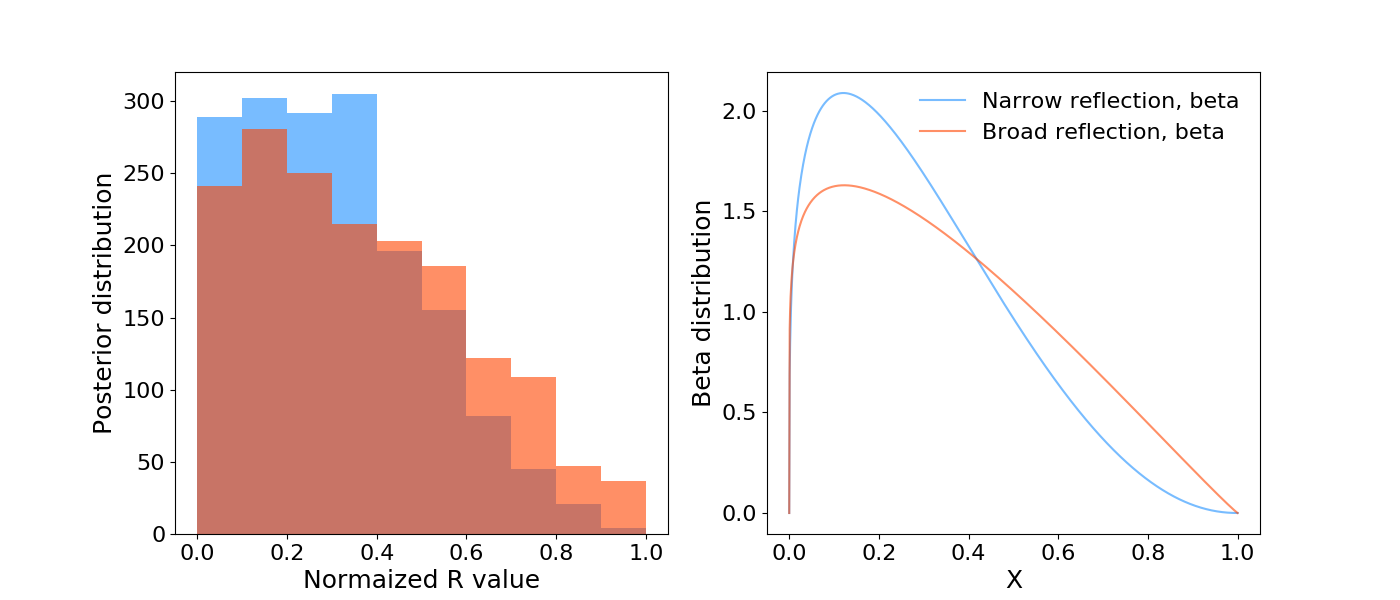 Posterior distribution
300
250
200
150
100
50
0
0.0 0.2 0.4 0.6 0.8 1.0
Normaized R value
Beta distribution
2.0
1.5
1.0
0.5
0.0
0.0 0.2 0.4 0.6 0.8 1.0
X
Narrow reflection, beta
Broad reflection, beta